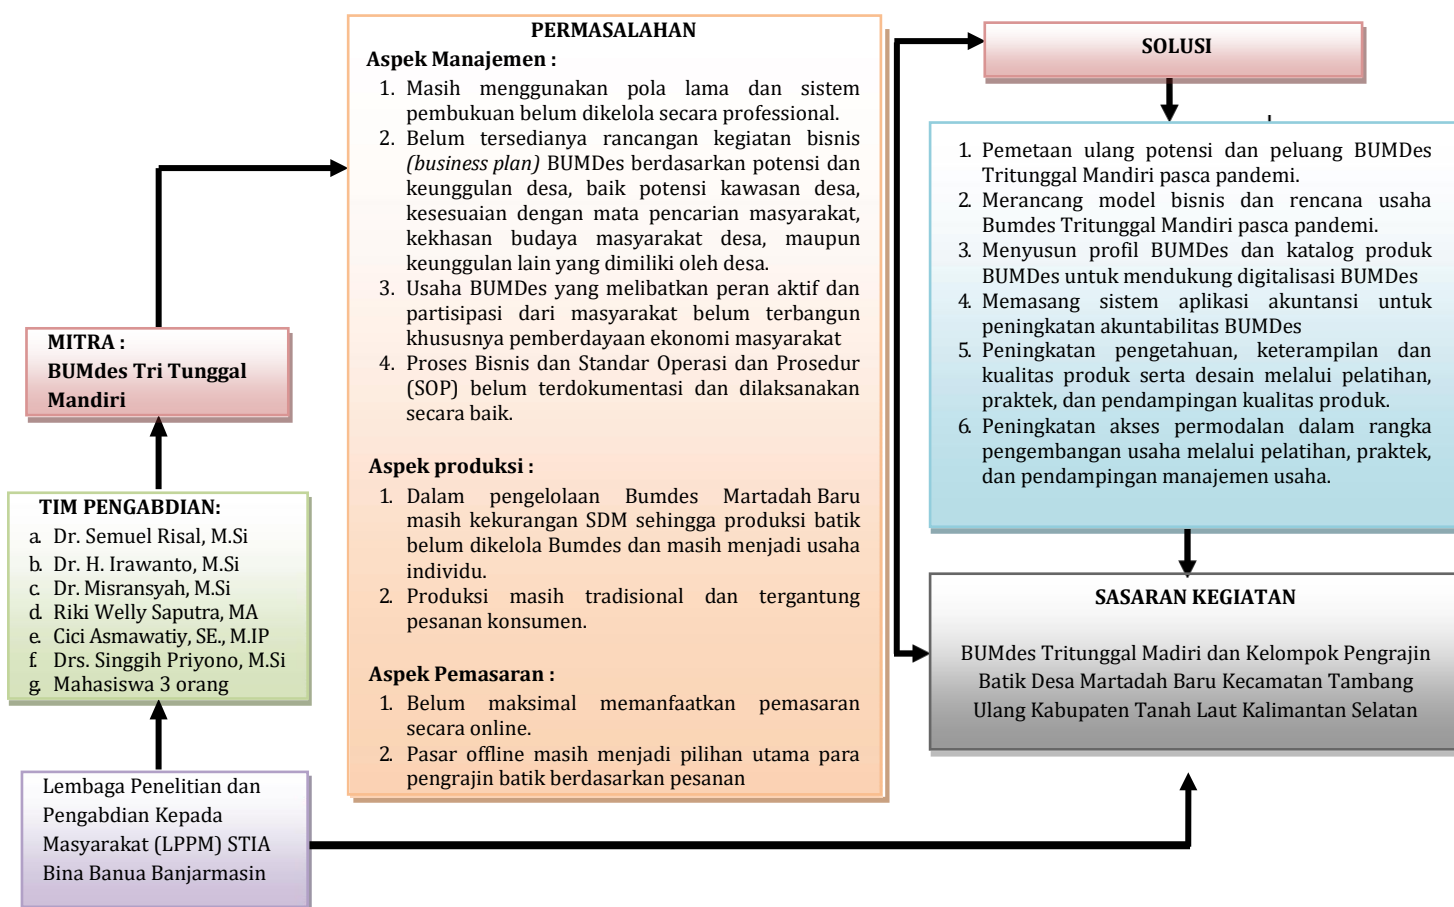 PERMASALAHAN
Aspek Manajemen :
1. Masih menggunakan pola lama dan sistem
pembukuan belum dikelola secara professional.
2. Belum tersedianya rancangan kegiatan bisnis
(business plan) BUMDes berdasarkan potensi dan
keunggulan desa, baik potensi kawasan desa,
kesesuaian dengan mata pencarian masyarakat,
kekhasan budaya masyarakat desa, maupun
keunggulan lain yang dimiliki oleh desa.
3. Usaha BUMDes yang melibatkan peran aktif dan
partisipasi dari masyarakat belum terbangun
khususnya pemberdayaan ekonomi masyarakat
4. Proses Bisnis dan Standar Operasi dan Prosedur
(SOP) belum terdokumentasi dan dilaksanakan
secara baik.
Aspek produksi :
1. Dalam pengelolaan Bumdes Martadah Baru
masih kekurangan SDM sehingga produksi batik
belum dikelola Bumdes dan masih menjadi usaha
individu.
2. Produksi masih tradisional dan tergantung
pesanan konsumen.
Aspek Pemasaran :
1. Belum maksimal memanfaatkan pemasaran
secara online.
2. Pasar offline masih menjadi pilihan utama para
pengrajin batik berdasarkan pesanan
MITRA :
BUMdes Tri Tunggal
Mandiri
TIM PENGABDIAN:
a. Dr. Semuel Risal, M.Si
b. Dr. H. Irawanto, M.Si
c. Dr. Misransyah, M.Si
d. Riki Welly Saputra, MA
e. Cici Asmawatiy, SE., M.IP
f. Drs. Singgih Priyono, M.Si
g. Mahasiswa 3 orang
Lembaga Penelitian dan
Pengabdian Kepada
Masyarakat (LPPM) STIA
Bina Banua Banjarmasin
SOLUSI
1. Pemetaan ulang potensi dan peluang BUMDes
Tritunggal Mandiri pasca pandemi.
2. Merancang model bisnis dan rencana usaha
Bumdes Tritunggal Mandiri pasca pandemi.
3. Menyusun profil BUMDes dan katalog produk
BUMDes untuk mendukung digitalisasi BUMDes
4. Memasang sistem aplikasi akuntansi untuk
peningkatan akuntabilitas BUMDes
5. Peningkatan pengetahuan, keterampilan dan
kualitas produk serta desain melalui pelatihan,
praktek, dan pendampingan kualitas produk.
6. Peningkatan akses permodalan dalam rangka
pengembangan usaha melalui pelatihan, praktek,
dan pendampingan manajemen usaha.
SASARAN KEGIATAN
BUMdes Tritunggal Madiri dan Kelompok Pengrajin
Batik Desa Martadah Baru Kecamatan Tambang
Ulang Kabupaten Tanah Laut Kalimantan Selatan